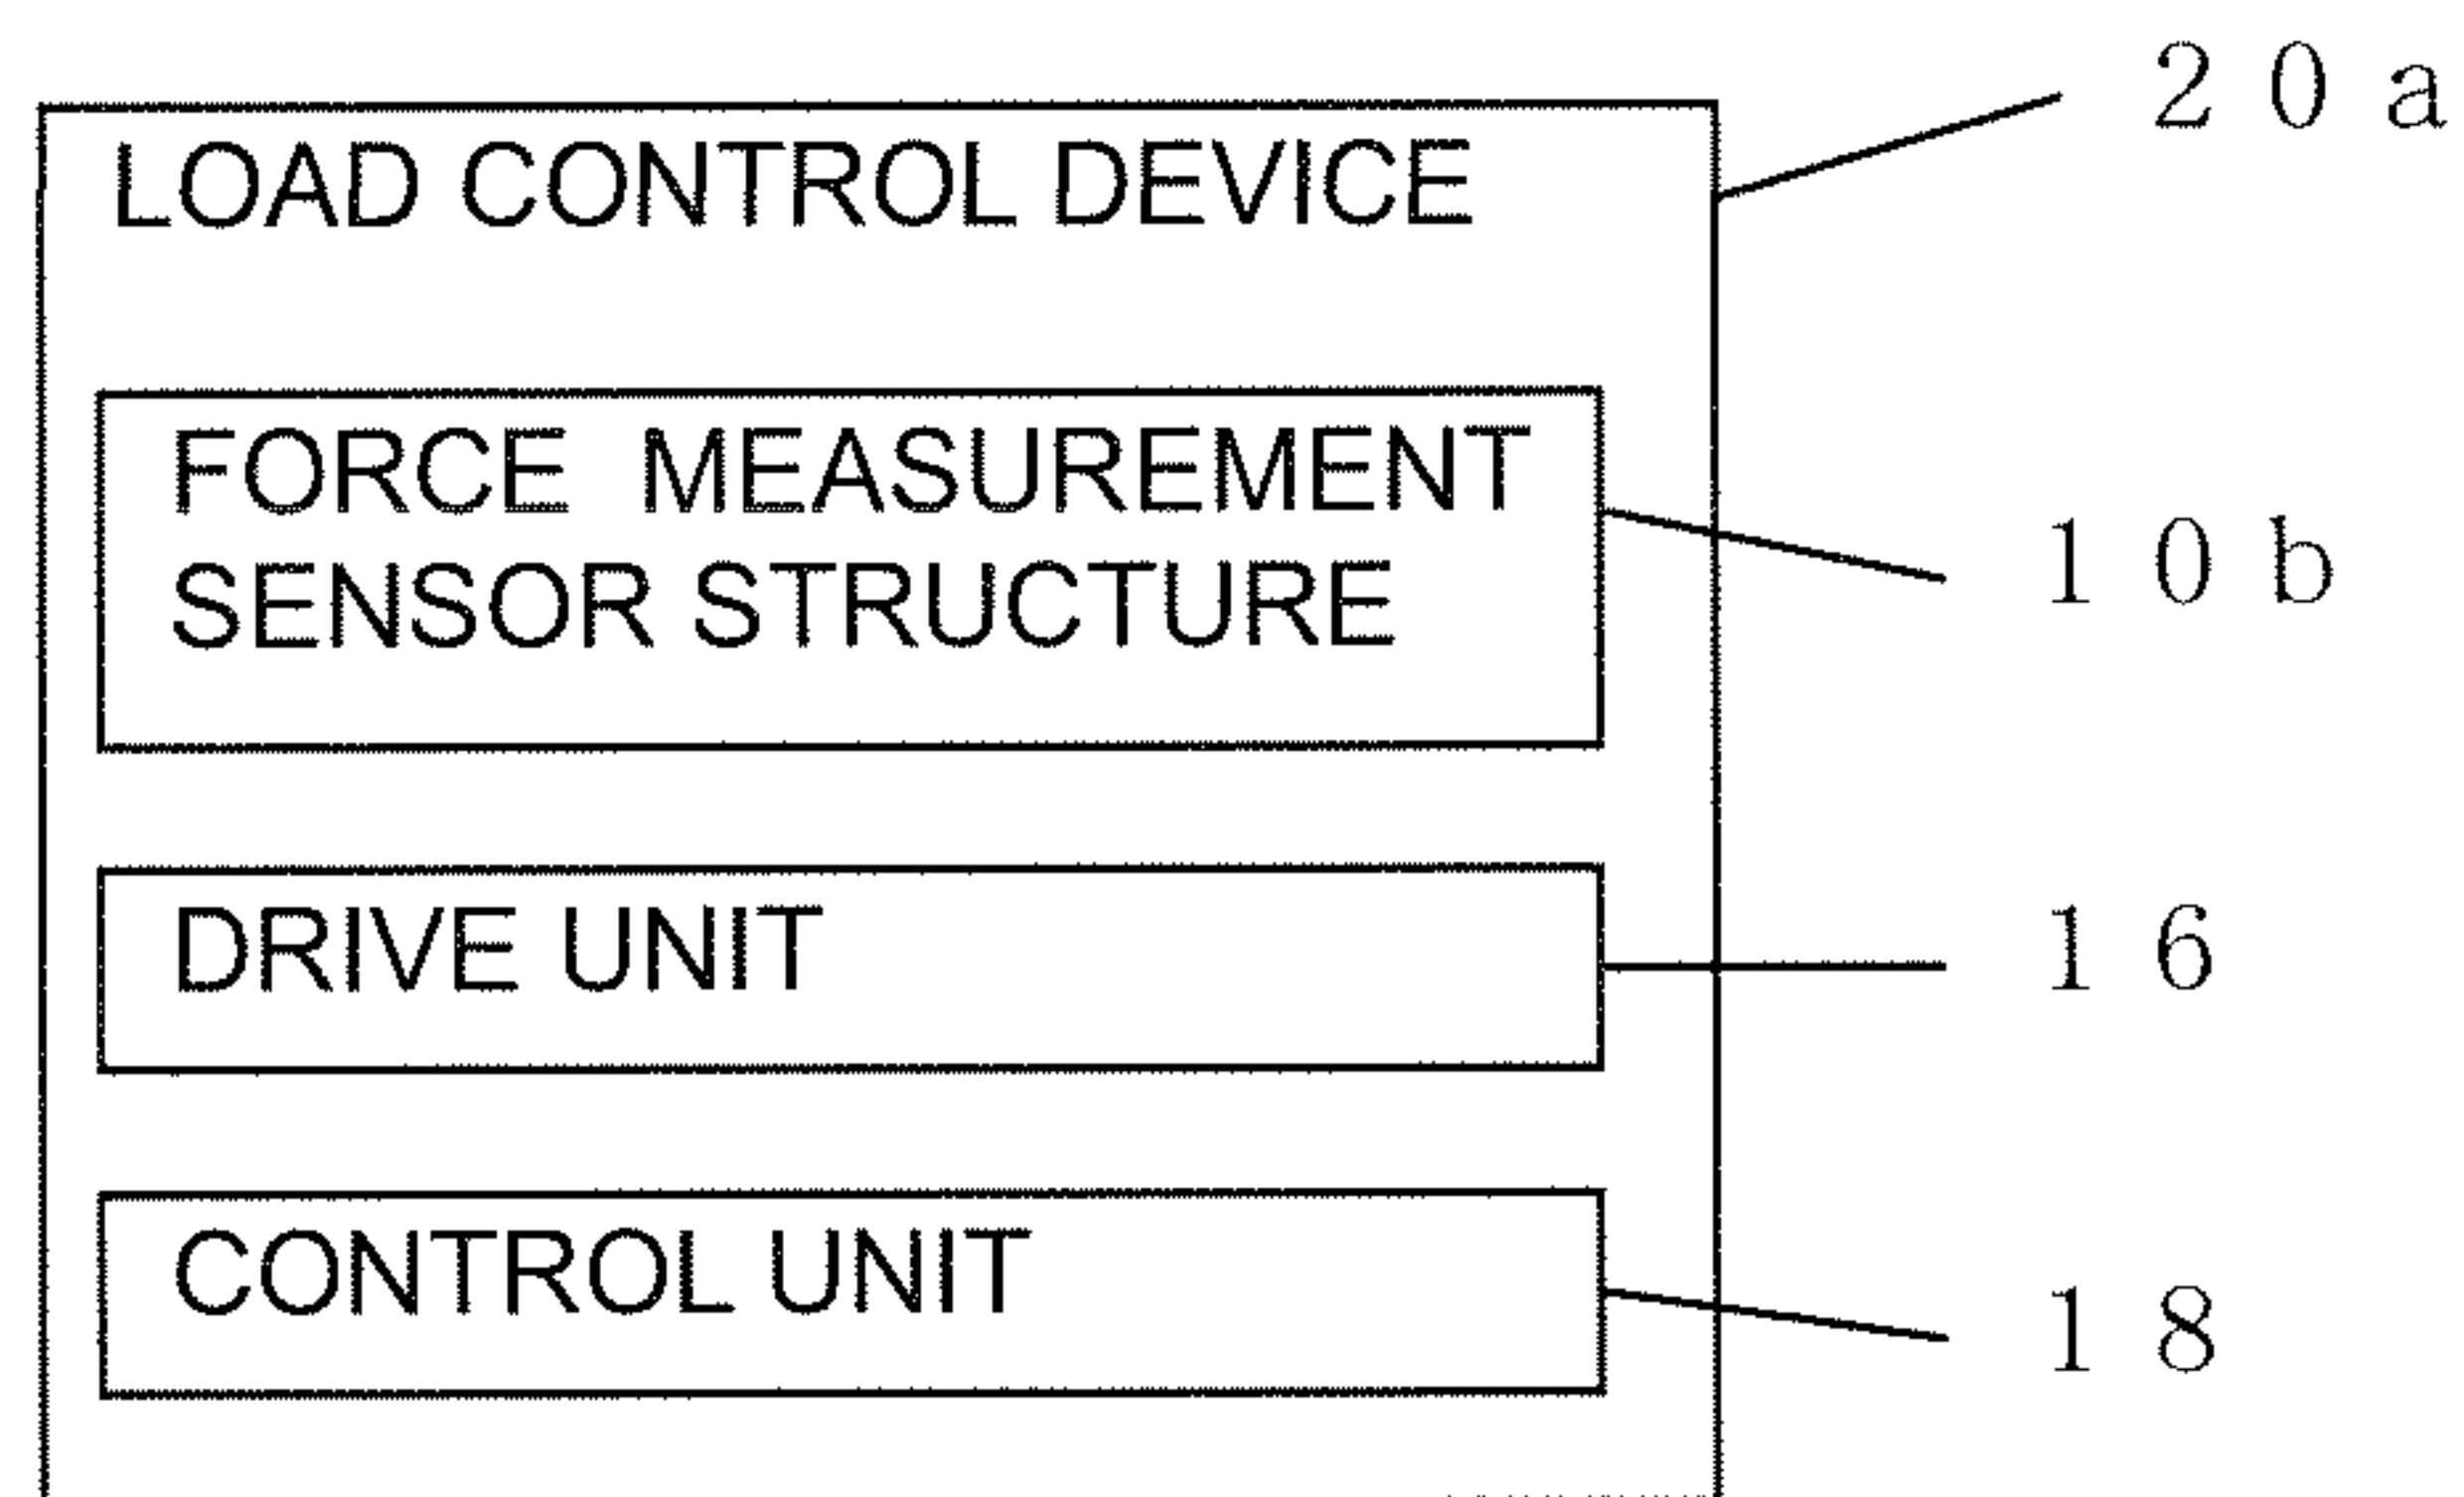 20a
LOAD CONTROL DEVICE
FORCE MEASUREMENT
SENSOR STRUCTURE
10b
DRIVE UNIT
16
CONTROL UNIT
18